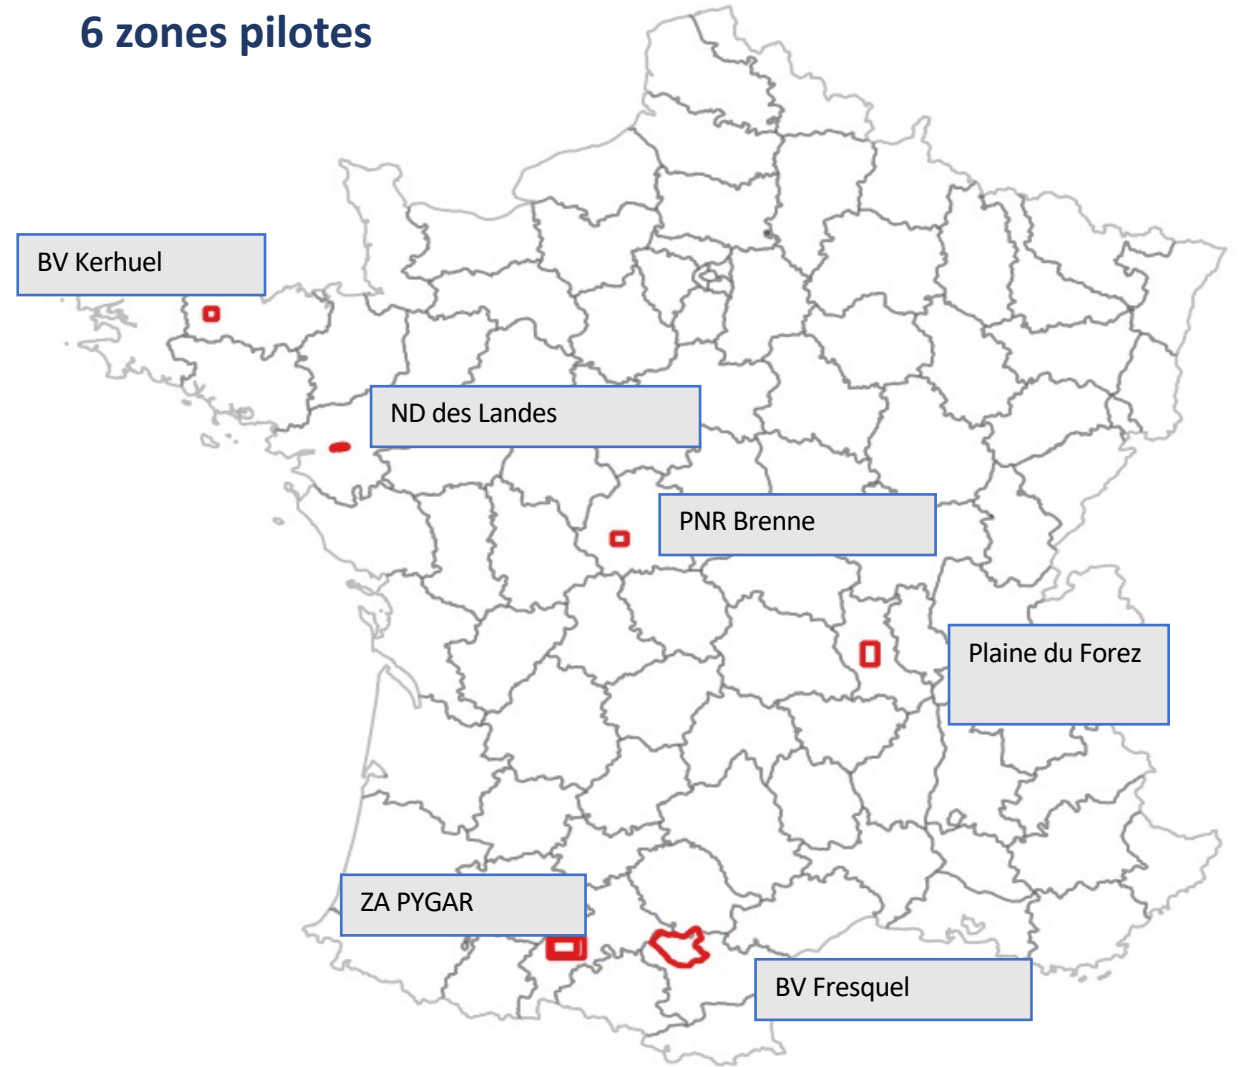 6 zones pilotes
BV Kerhuel
ND des Landes
PNR Brenne
Plaine du Forez
ZA PYGAR
BV Fresquel